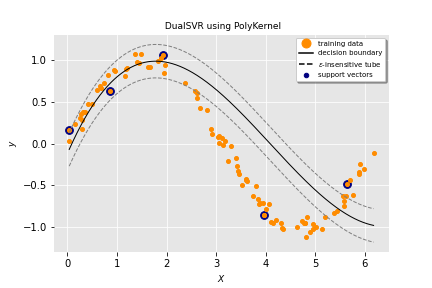 DualSVR using PolyKernel
training data
decision boundary
ε-insensitive tube
support vectors
1.0
0.5
0.0
−0.5
−1.0
y
0 1 2 3 4 5 6
X